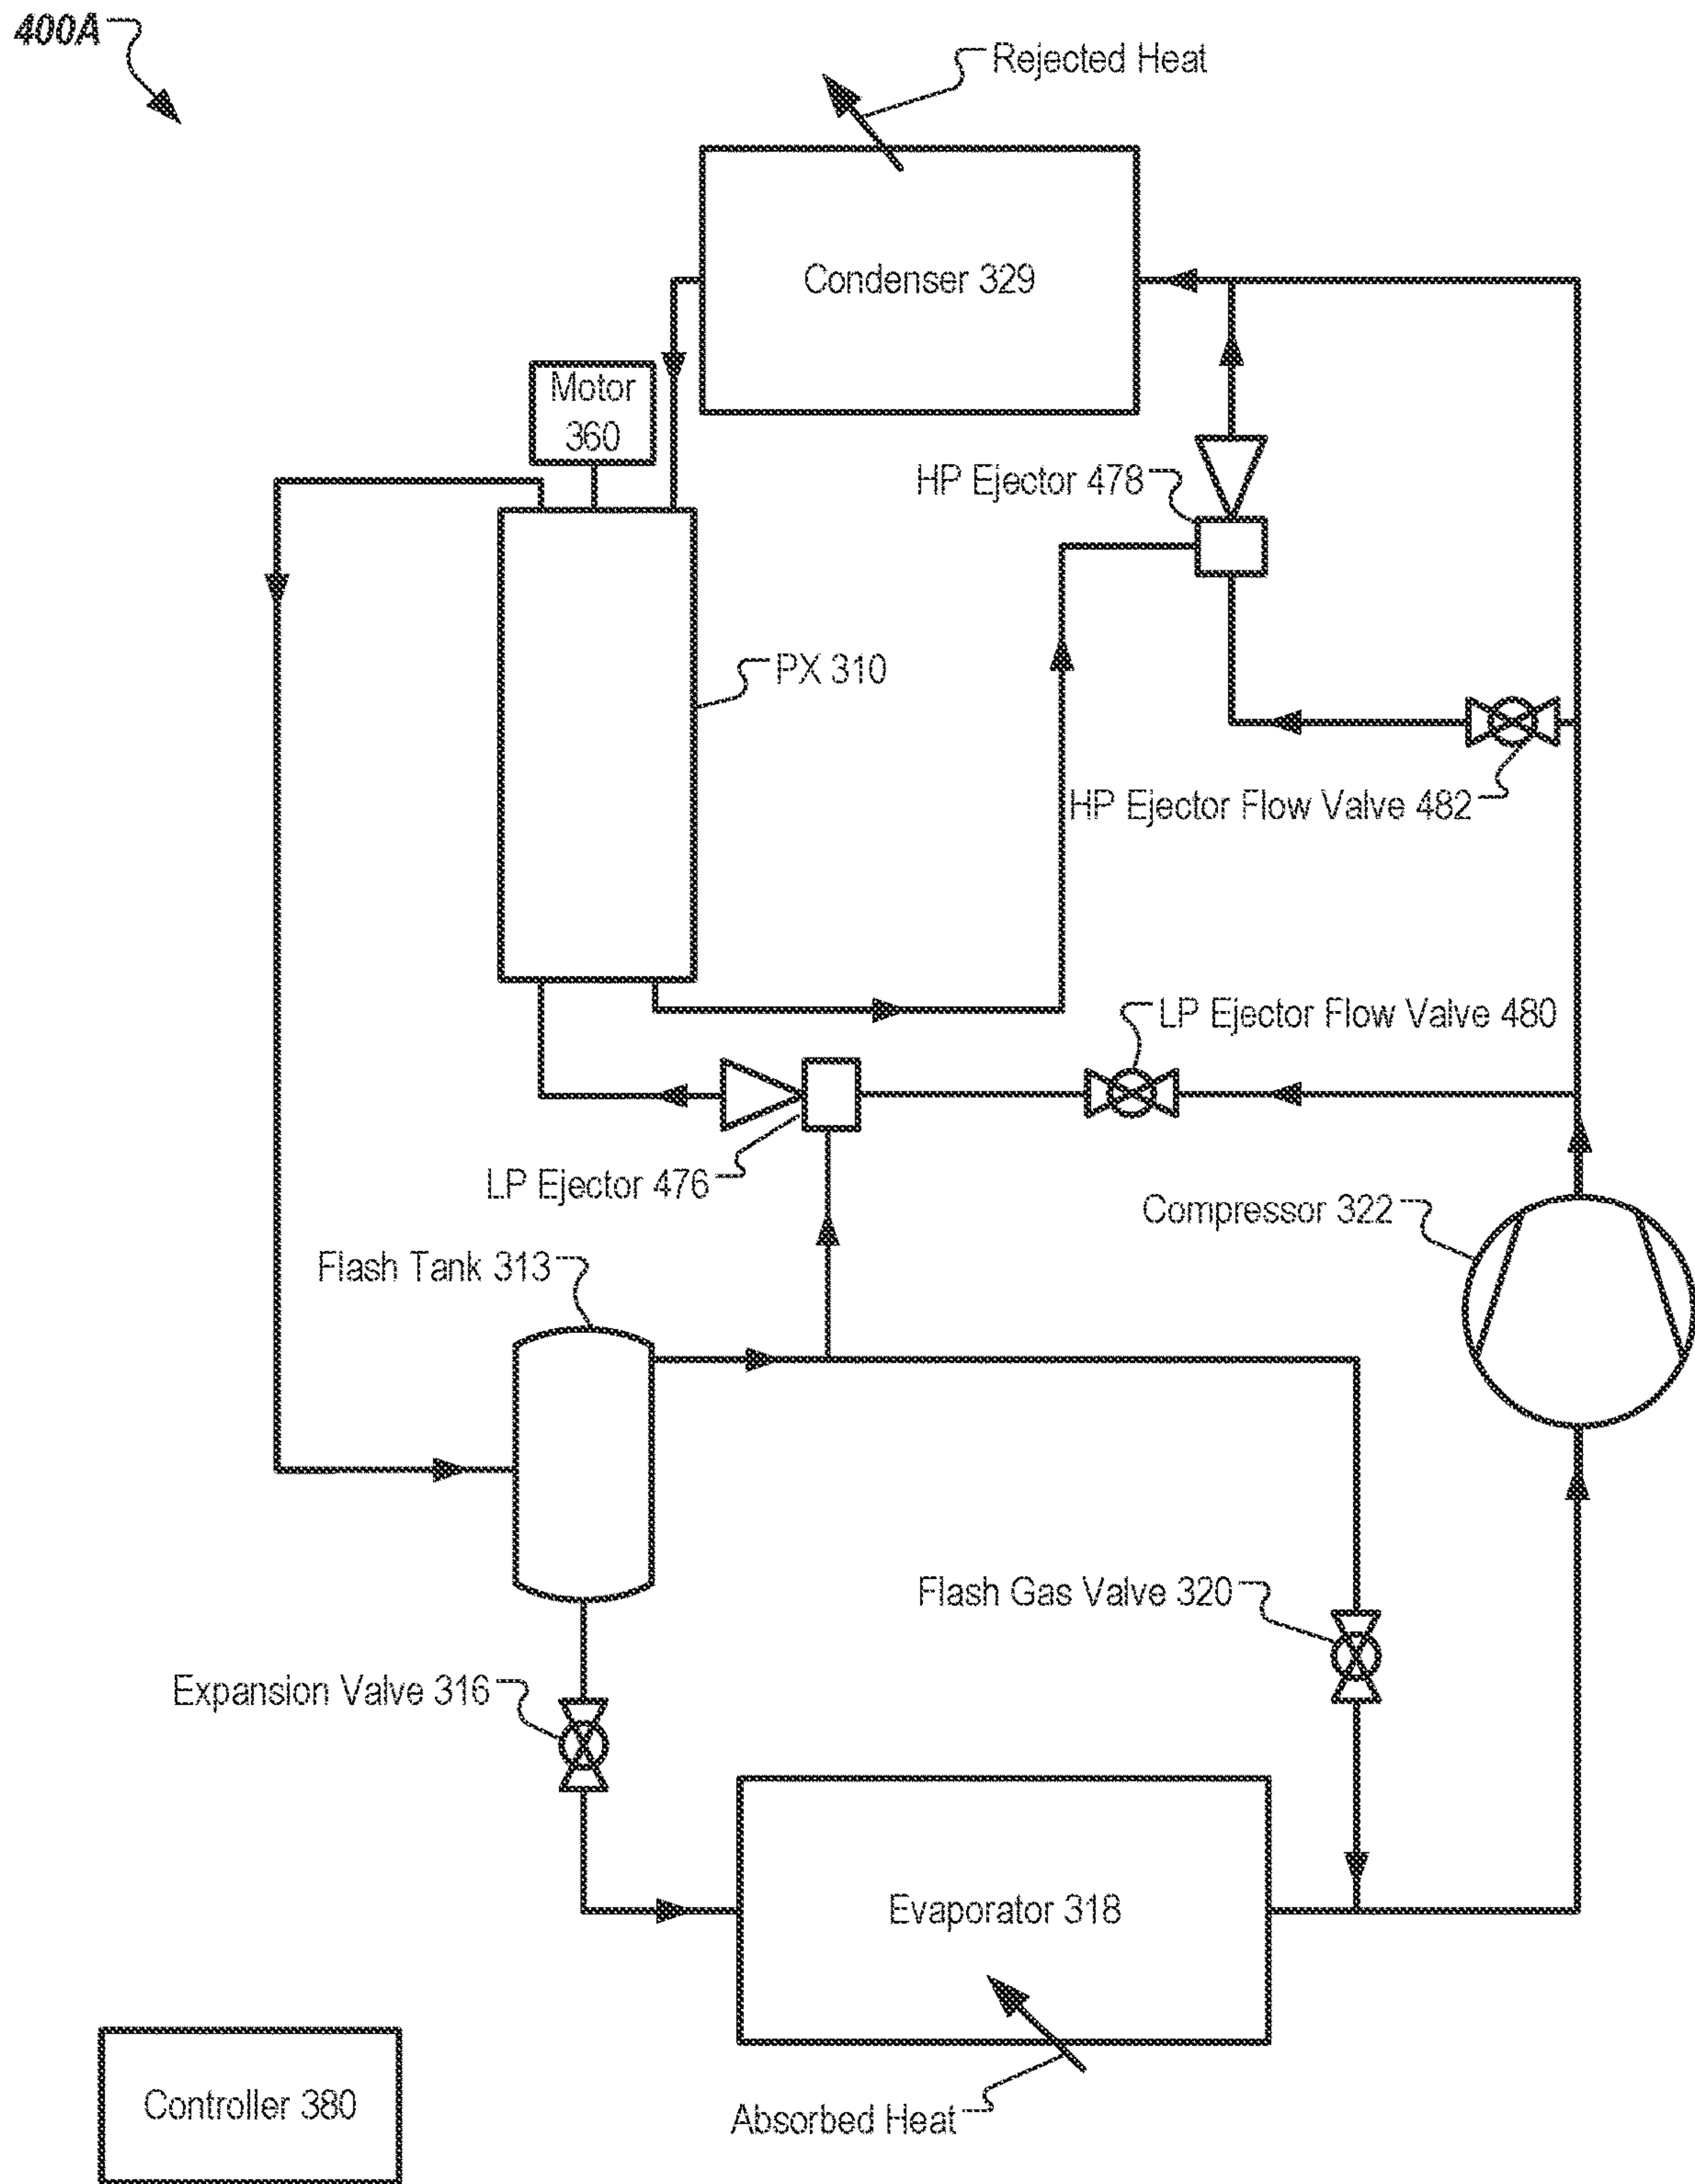 400A
Rejected Heat
Condenser 329
Motor
360
HP Ejector 478
PX 310
HP Ejector Flow Valve 482
LP Ejector Flow Valve 480
LP Ejector 476
Compressor 322
Flash Tank 313
Flash Gas Valve 320
Expansion Valve 316
Evaporator 318
Controller 380
Absorbed Heat